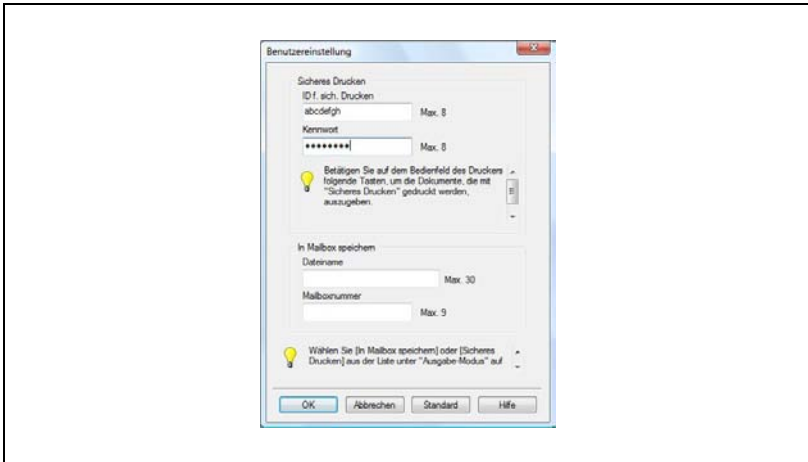 Benutzereinstellung
Sicheres Drucken
ID f. sich. Drucken
abcdefgh Max. 8
Kennwort
●●●●●●●● Max. 8
Betätigen Sie auf dem Bedienfeld des Druckers
folgende Tasten, um die Dokumente, die mit
"Sicheres Drucken" gedruckt werden,
auszugeben.
In Mailbox speichern
Dateiname
Max. 30
Mailboxnummer
Max. 9
Wählen Sie [In Mailbox speichern] oder [Sicheres
Drucken] aus der Liste unter "Ausgabe-Modus" auf
OK Abbrechen Standard Hilfe